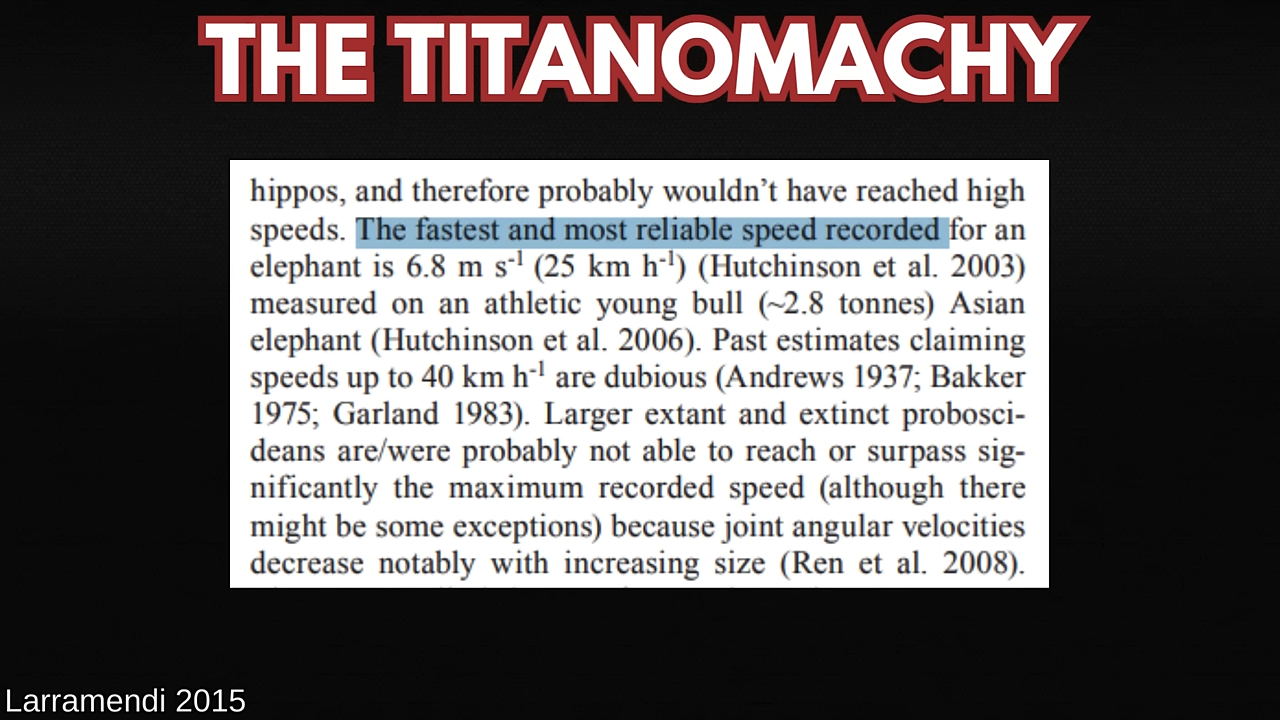 THE TITANOMACHY
hippos, and therefore probably wouldn't have reached high
speeds. The fastest and most reliable speed recorded for an
elephant is 6.8 m s⁻¹ (25 km h⁻¹) (Hutchinson et al. 2003)
measured on an athletic young bull (~2.8 tonnes) Asian
elephant (Hutchinson et al. 2006). Past estimates claiming
speeds up to 40 km h⁻¹ are dubious (Andrews 1937; Bakker
1975; Garland 1983). Larger extant and extinct probosci-
deans are/were probably not able to reach or surpass sig-
nificantly the maximum recorded speed (although there
might be some exceptions) because joint angular velocities
decrease notably with increasing size (Ren et al. 2008).
Larramendi 2015